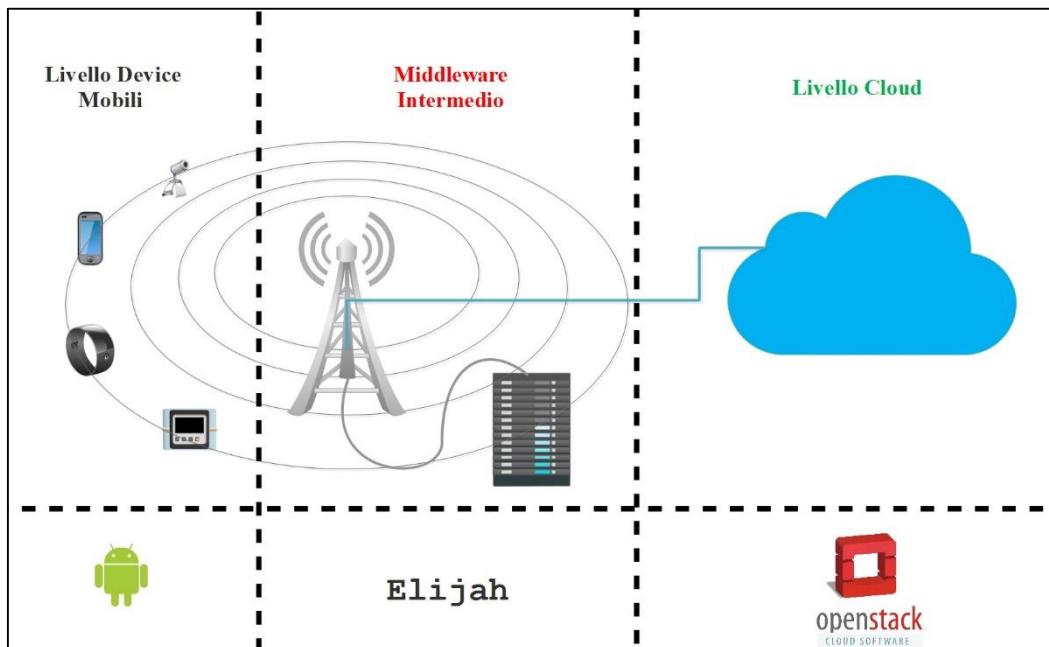 Livello Device
Mobili
Middleware
Intermedio
Livello Cloud
Elijah
openstack
CLOUD SOFTWARE